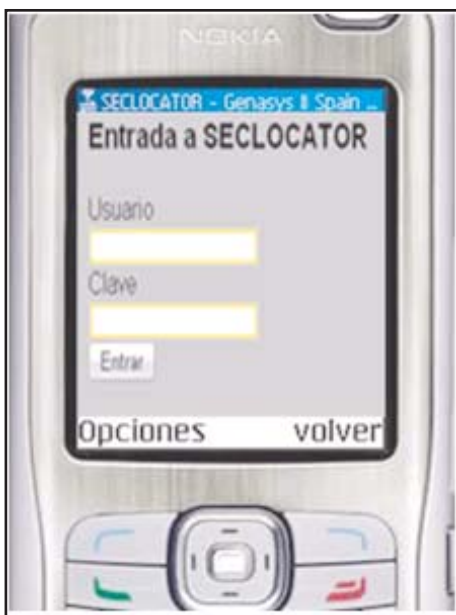 NOKIA
SECLOCATOR - Genasys II Spain ...
Entrada a SECLOCATOR
Usuario
Clave
Entrar
Opciones volver